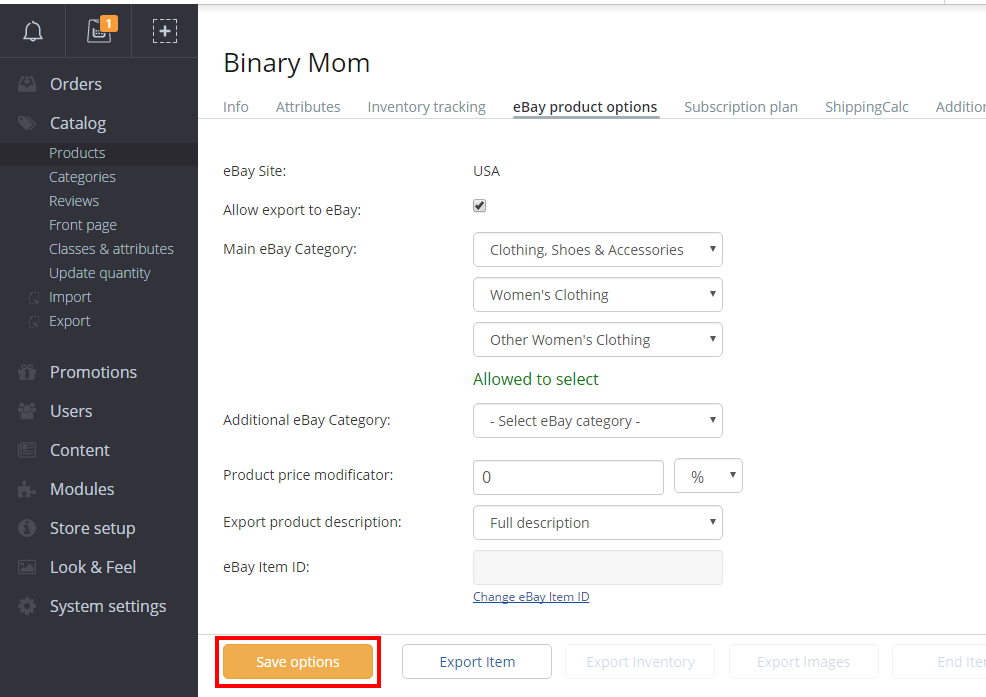 1
Orders
Catalog
Products
Categories
Reviews
Front page
Classes & attributes
Update quantity
Import
Export
Promotions
Users
Content
Modules
Store setup
Look & Feel
System settings
Binary Mom
Info Attributes Inventory tracking eBay product options Subscription plan ShippingCalc Addition
eBay Site: USA
Allow export to eBay:
Main eBay Category: Clothing, Shoes & Accessories
Women's Clothing
Other Women's Clothing
Allowed to select
Additional eBay Category: - Select eBay category -
Product price modificator: 0 %
Export product description: Full description
eBay Item ID:
Change eBay Item ID
Save options Export Item Export Inventory Export Images End Iter